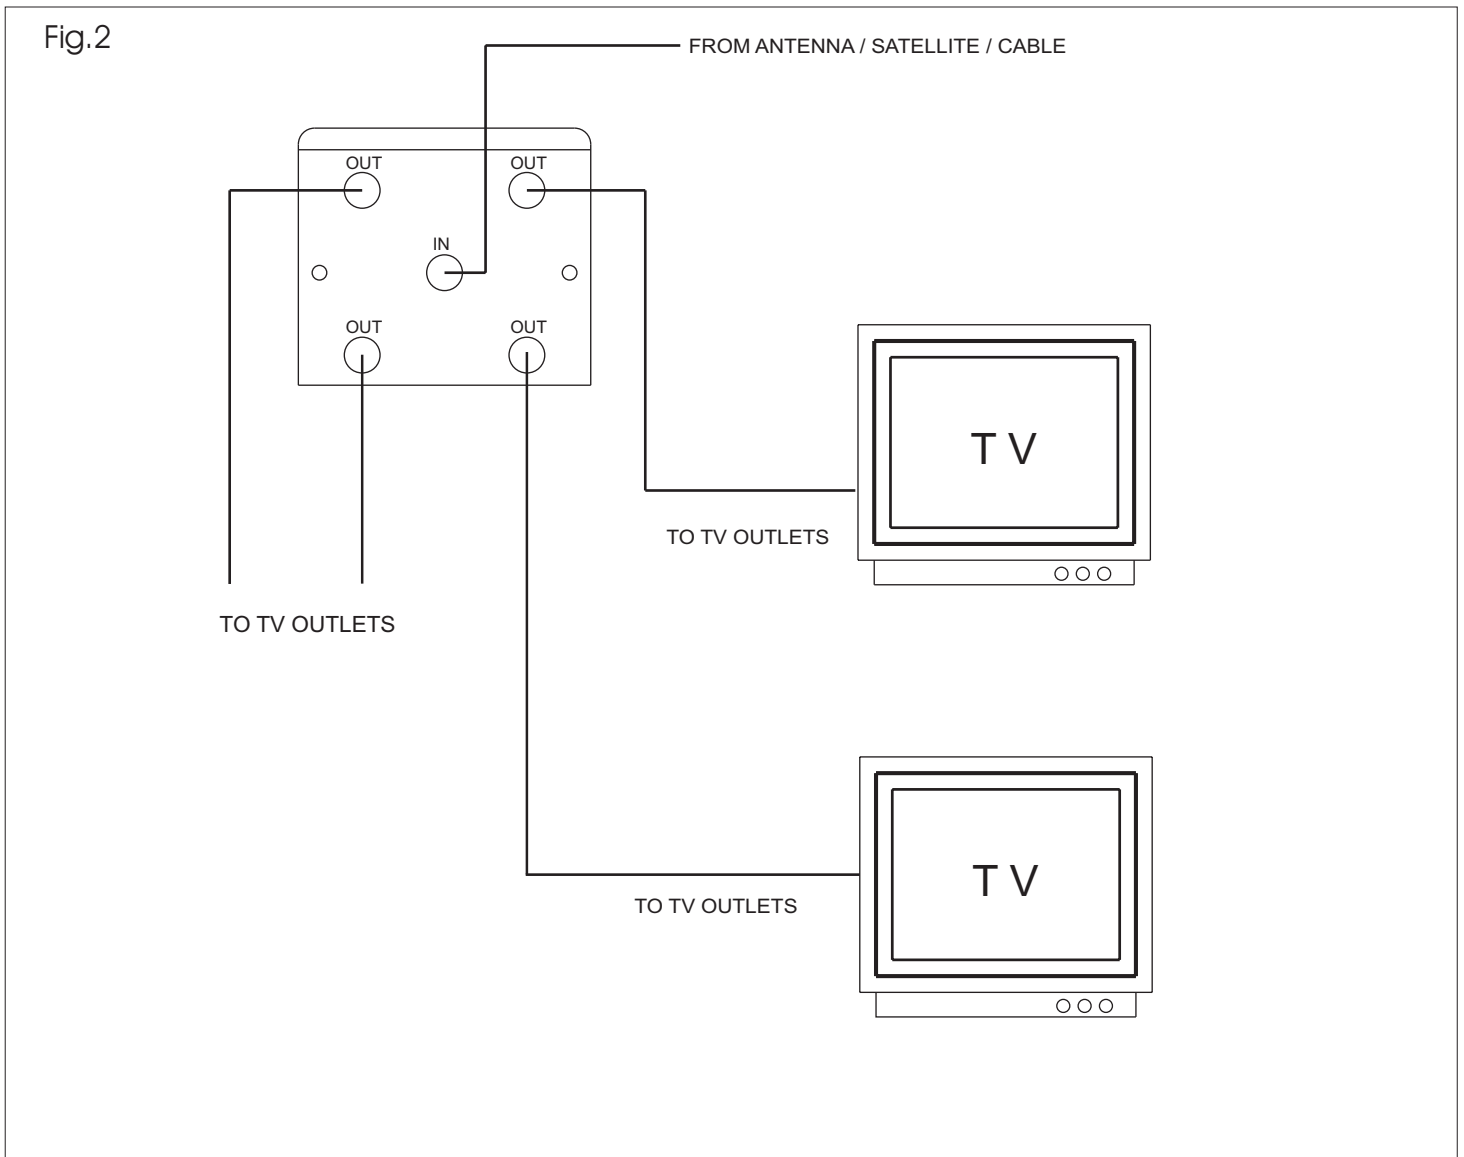 Fig.2
FROM ANTENNA / SATELLITE / CABLE
OUT
OUT
IN
OUT
OUT
T V
TO TV OUTLETS
TO TV OUTLETS
T V
TO TV OUTLETS